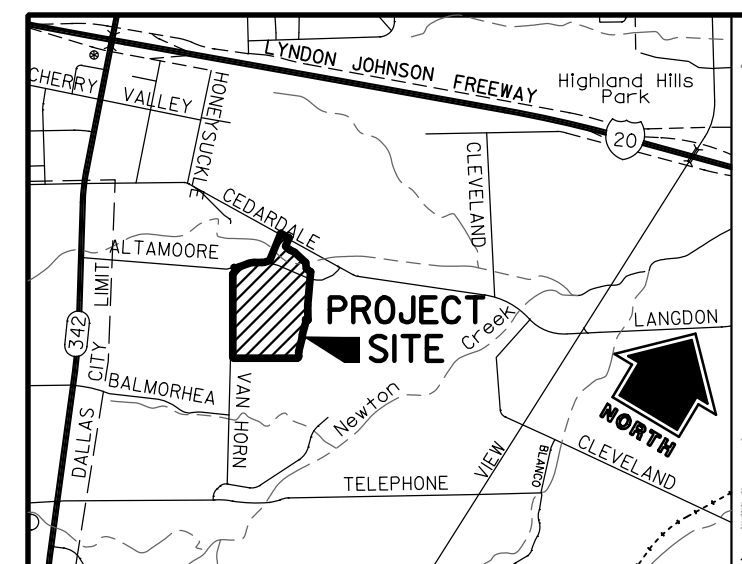 LYNDON JOHNSON FREEWAY
Highland Hills
Park
CHERRY VALLEY
HONEYSUCKLE
20
CLEVELAND
CEDARDALE
ALTAMOORE
DALLAS CITY LIMIT
342
PROJECT
SITE
Newton Creek
LANGDON
NORTH
BALMORHEA
VAN HORN
TELEPHONE
VIEW
BLANCO
CLEVELAND